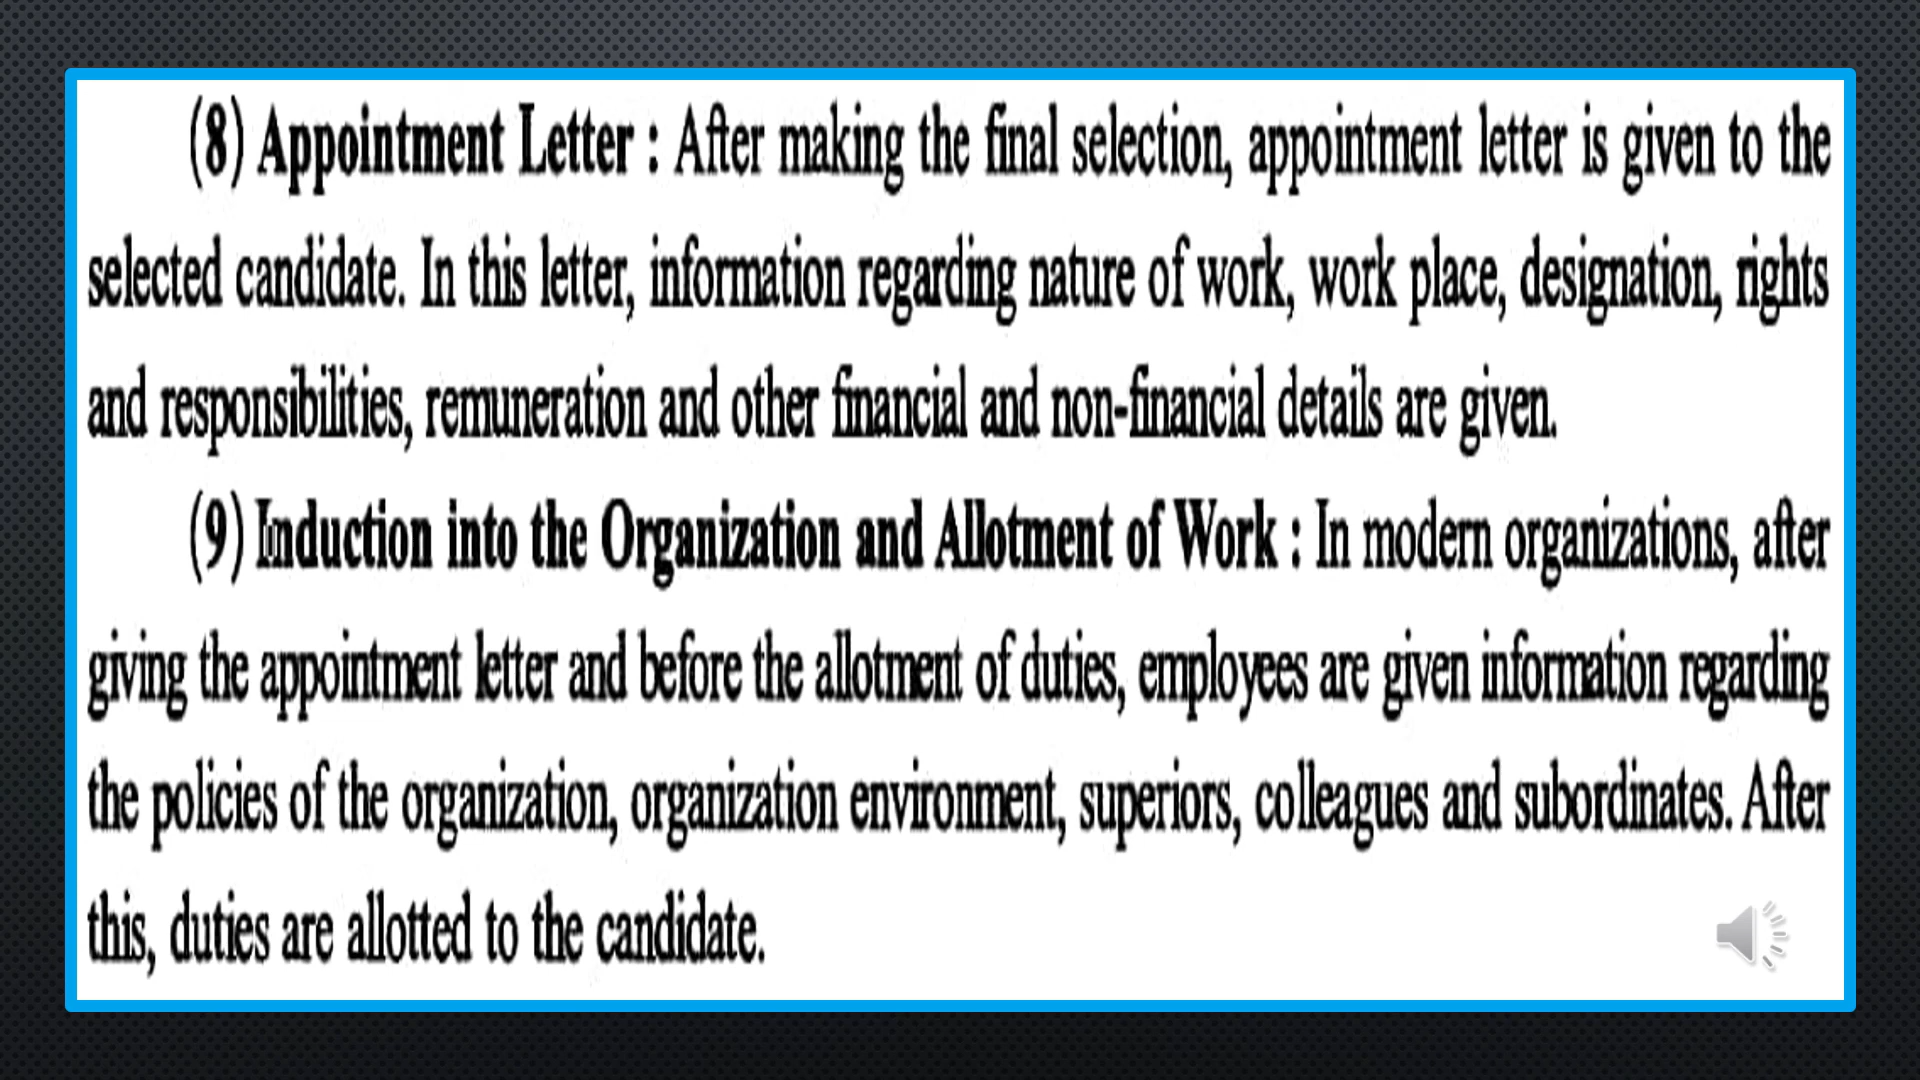 (8) Appointment Letter : After making the final selection, appointment letter is given to the
selected candidate. In this letter, information regarding nature of work, work place, designation, rights
and responsibilities, remuneration and other financial and non-financial details are given.
(9) Induction into the Organization and Allotment of Work : In modern organizations, after
giving the appointment letter and before the allotment of duties, employees are given information regarding
the policies of the organization, organization environment, superiors, colleagues and subordinates. After
this, duties are allotted to the candidate.